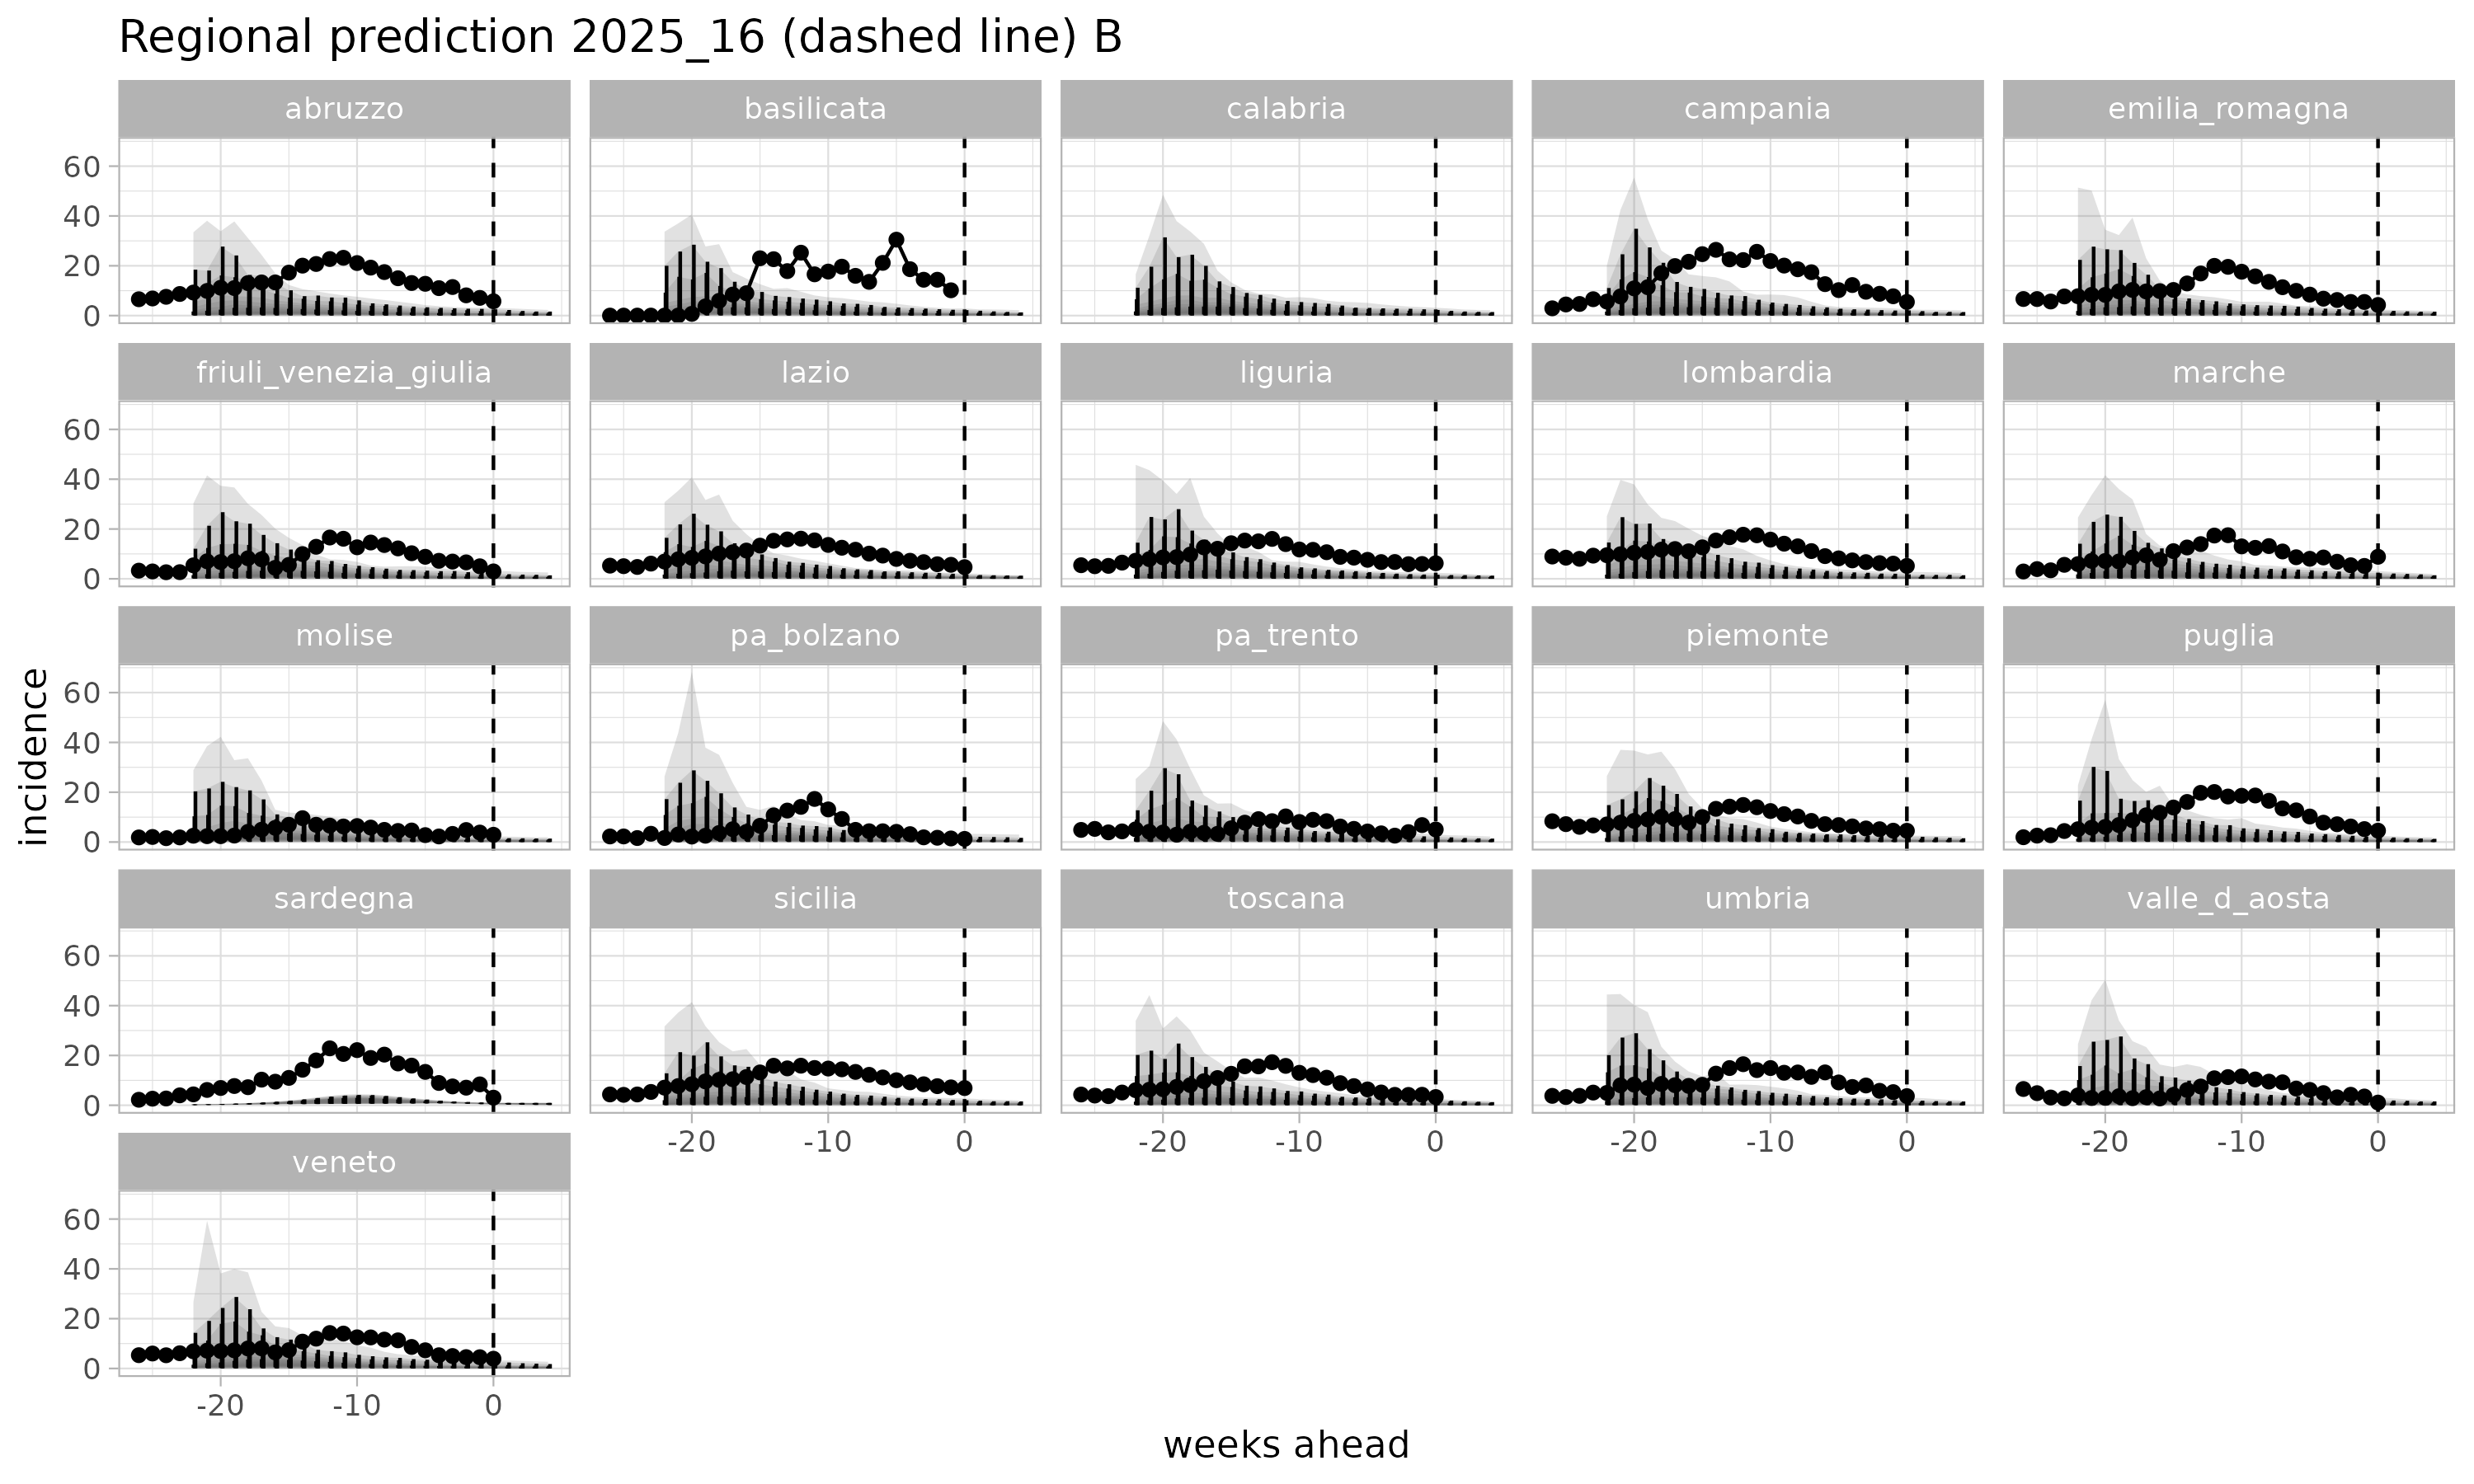 Regional prediction 2025_16 (dashed line) B
abruzzo basilicata calabria campania emilia_romagna
60
40
20
0
friuli_venezia_giulia lazio liguria lombardia marche
60
40
20
0
molise pa_bolzano pa_trento piemonte puglia
60
40
20
0
incidence
sardegna sicilia toscana umbria valle_d_aosta
60
40
20
0
-20 -10 0 -20 -10 0 -20 -10 0 -20 -10 0
veneto
60
40
20
0
-20 -10 0
weeks ahead